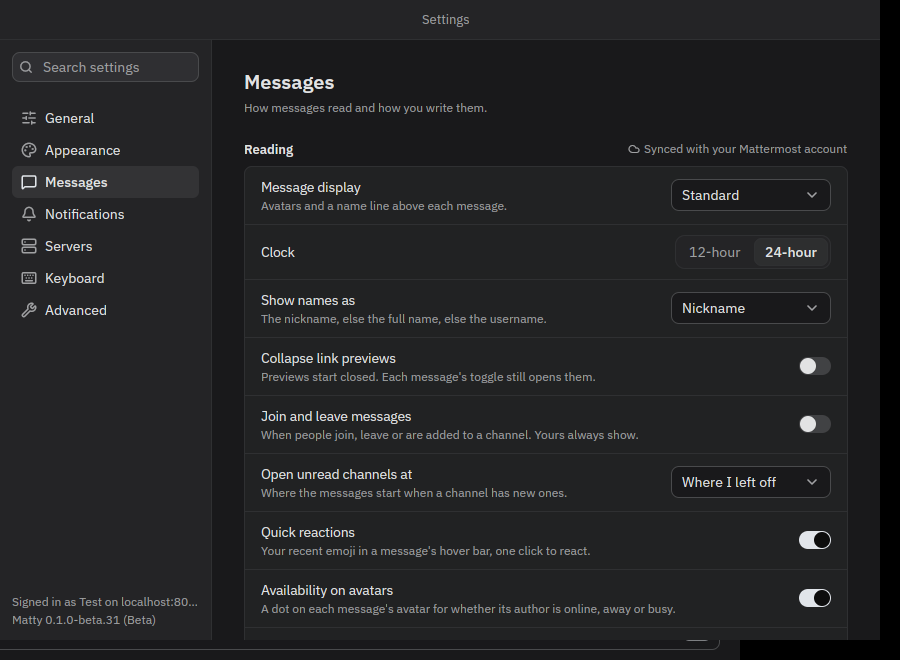 Settings
Search settings
General
Appearance
Messages
Notifications
Servers
Keyboard
Advanced
Signed in as Test on localhost:80...
Matty 0.1.0-beta.31 (Beta)
Messages
How messages read and how you write them.
Reading
Synced with your Mattermost account
Message display
Avatars and a name line above each message.
Standard
Clock
12-hour
24-hour
Show names as
The nickname, else the full name, else the username.
Nickname
Collapse link previews
Previews start closed. Each message's toggle still opens them.
Join and leave messages
When people join, leave or are added to a channel. Yours always show.
Open unread channels at
Where the messages start when a channel has new ones.
Where I left off
Quick reactions
Your recent emoji in a message's hover bar, one click to react.
Availability on avatars
A dot on each message's avatar for whether its author is online, away or busy.